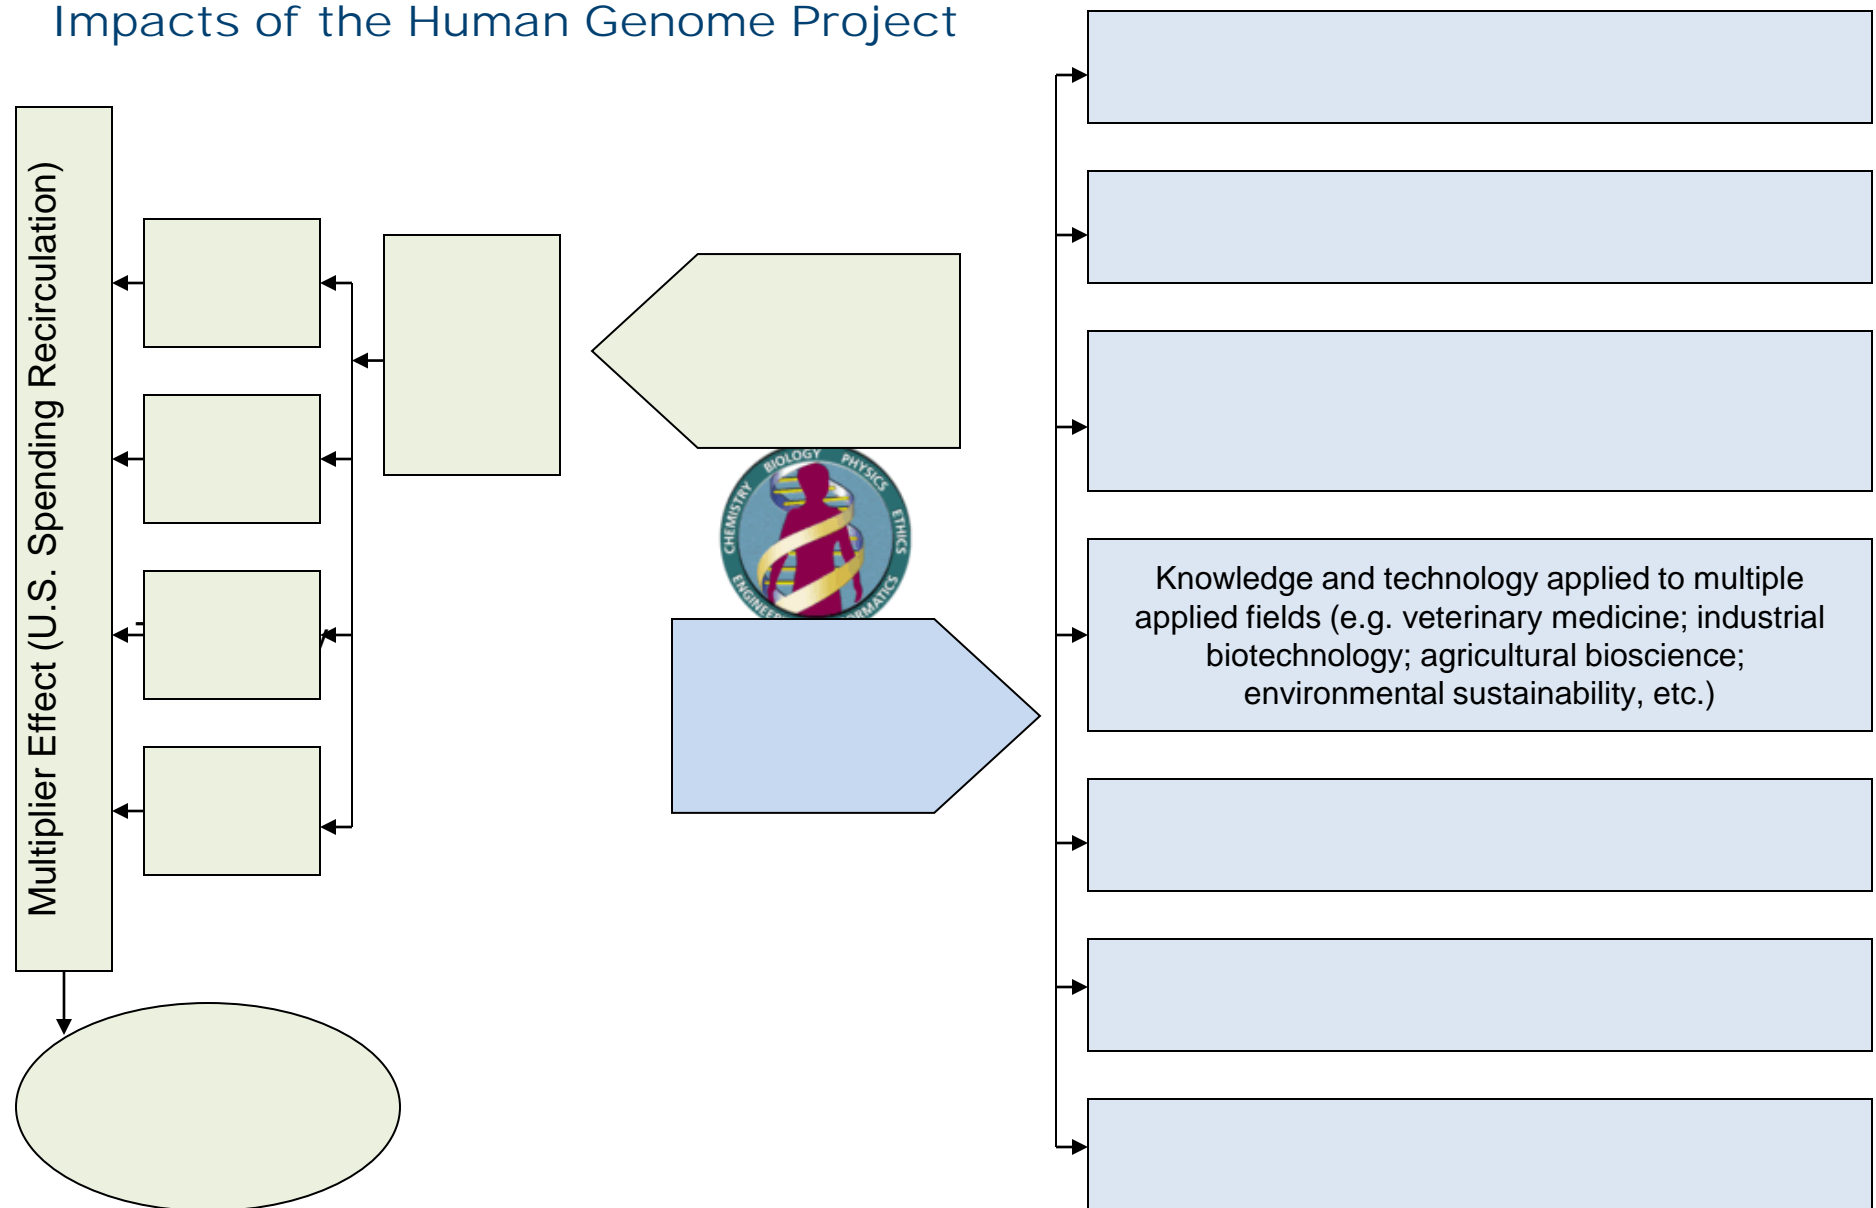 Impacts of the Human Genome Project
Multiplier Effect (U.S. Spending Recirculation)
BIOLOGY PHYSICS
CHEMISTRY
ETHICS
Knowledge and technology applied to multiple
applied fields (e.g. veterinary medicine; industrial
biotechnology; agricultural bioscience;
environmental sustainability, etc.)